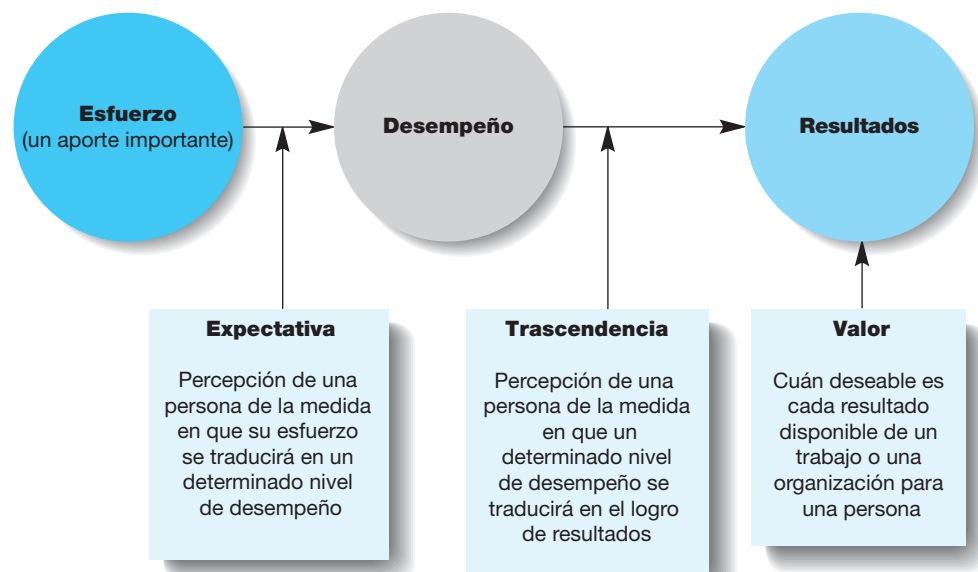 Esfuerzo
(un aporte importante)
Desempeño
Resultados
Expectativa
Percepción de una
persona de la medida
en que su esfuerzo
se traducirá en un
determinado nivel
de desempeño
Trascendencia
Percepción de una
persona de la medida
en que un
determinado nivel
de desempeño se
traducirá en el logro
de resultados
Valor
Cuán deseable es
cada resultado
disponible de un
trabajo o una
organización para
una persona